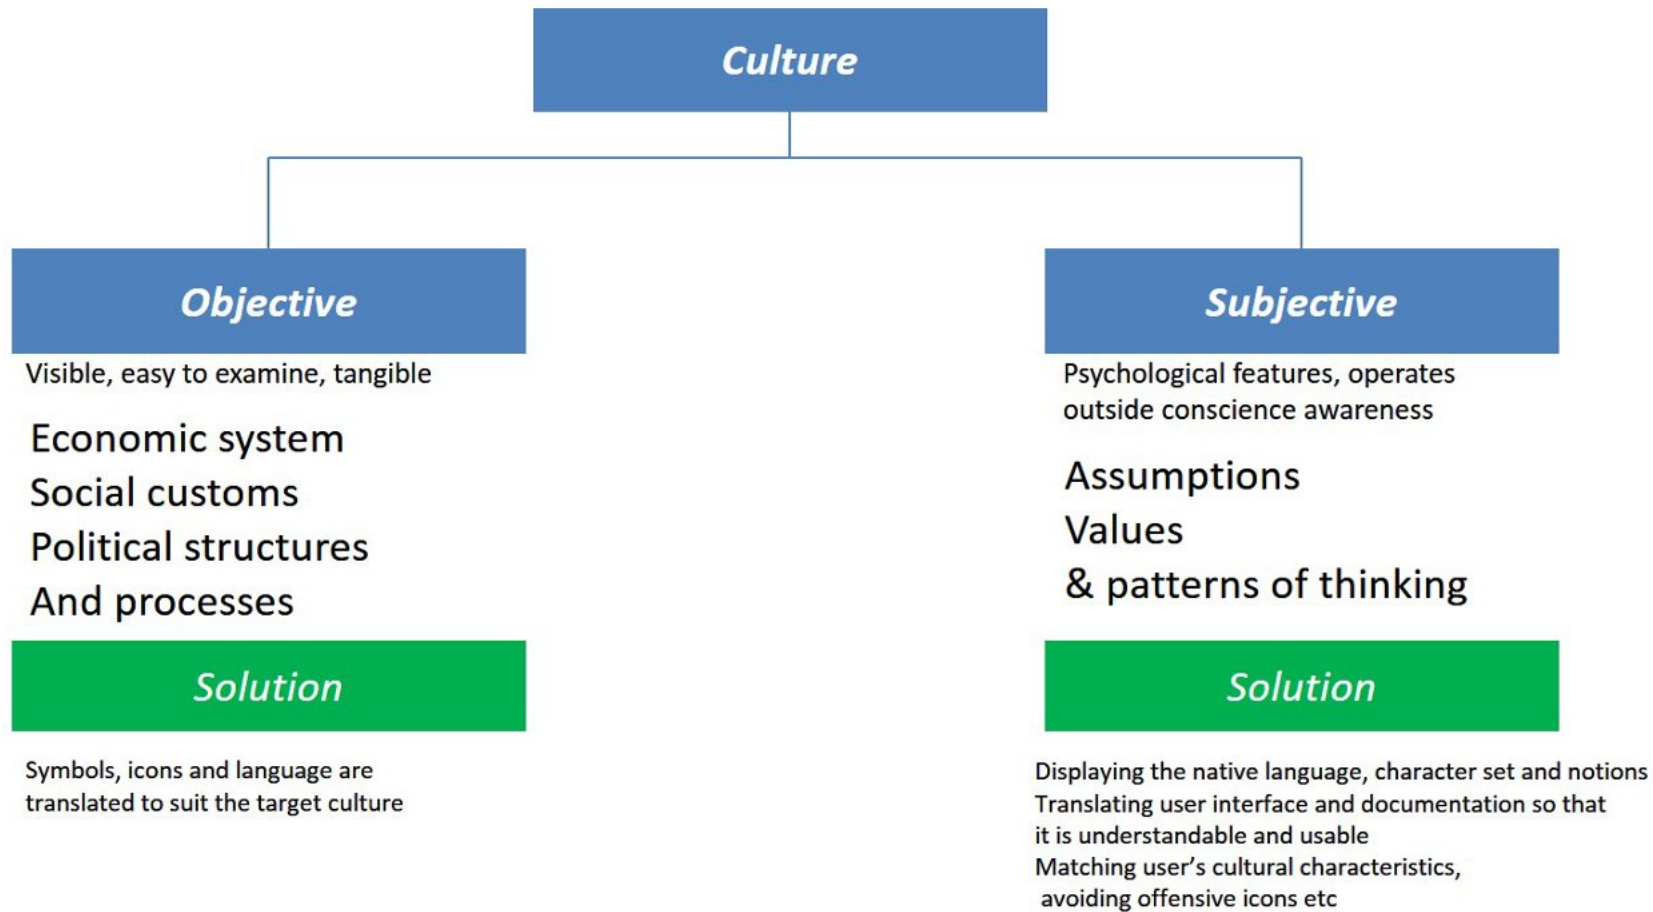 Culture
Objective
Visible, easy to examine, tangible
Economic system
Social customs
Political structures
And processes
Solution
Symbols, icons and language are
translated to suit the target culture
Subjective
Psychological features, operates
outside conscience awareness
Assumptions
Values
& patterns of thinking
Solution
Displaying the native language, character set and notions
Translating user interface and documentation so that
it is understandable and usable
Matching user’s cultural characteristics,
avoiding offensive icons etc